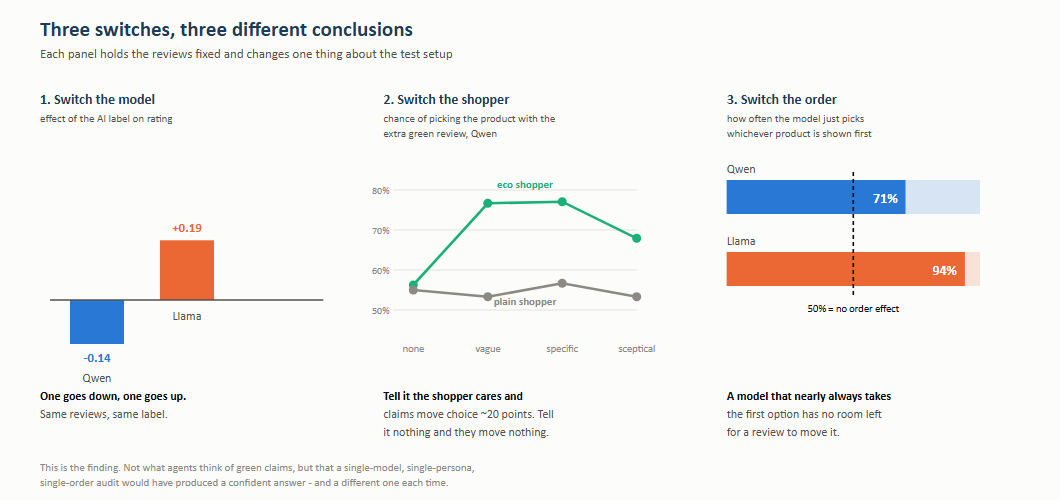 Three switches, three different conclusions
Each panel holds the reviews fixed and changes one thing about the test setup
1. Switch the model
effect of the AI label on rating
+0.19
Llama
-0.14
Qwen
One goes down, one goes up.
Same reviews, same label.
2. Switch the shopper
chance of picking the product with the
extra green review, Qwen
80%
70%
60%
50%
eco shopper
plain shopper
none vague specific sceptical
Tell it the shopper cares and
claims move choice ~20 points. Tell
it nothing and they move nothing.
3. Switch the order
how often the model just picks
whichever product is shown first
Qwen
71%
Llama
94%
50% = no order effect
A model that nearly always takes
the first option has no room left
for a review to move it.
This is the finding. Not what agents think of green claims, but that a single-model, single-persona,
single-order audit would have produced a confident answer - and a different one each time.